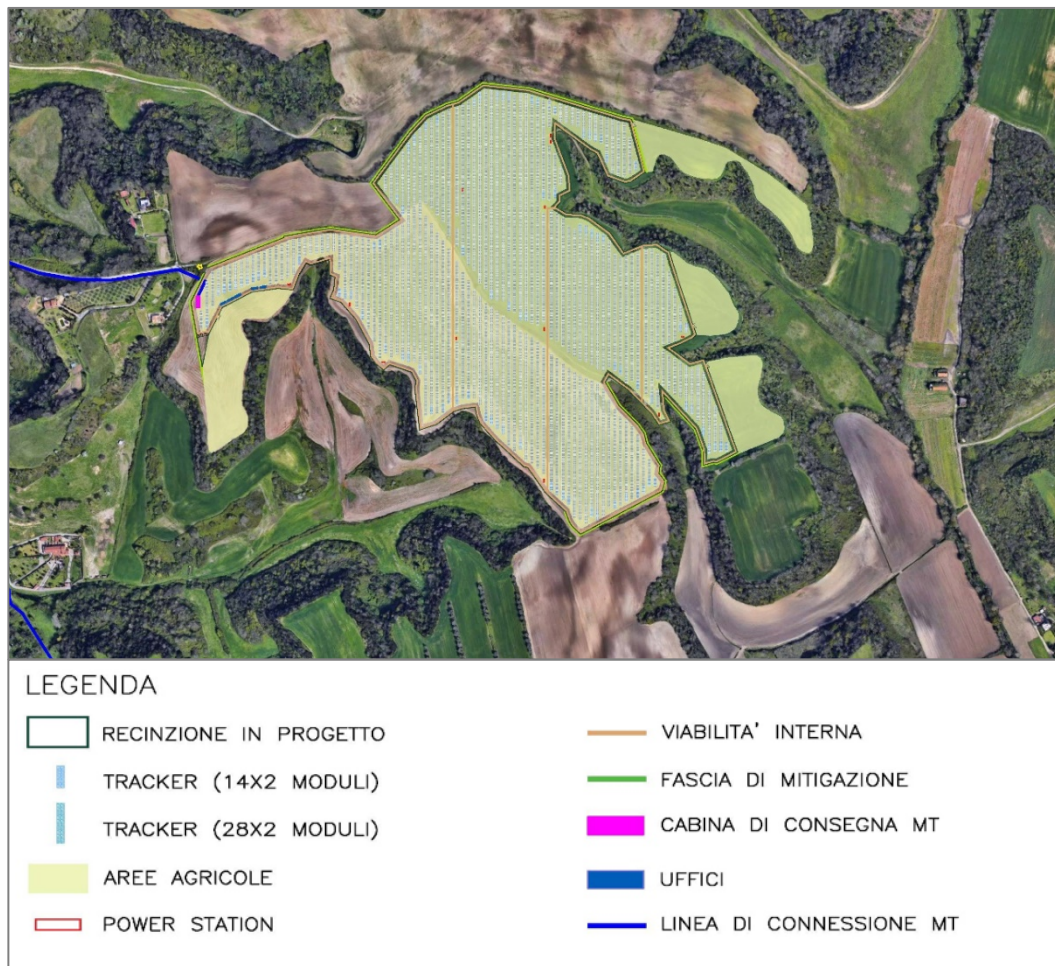 LEGENDA
RECINZIONE IN PROGETTO
TRACKER (14X2 MODULI)
TRACKER (28X2 MODULI)
AREE AGRICOLE
POWER STATION
VIABILITA' INTERNA
FASCIA DI MITIGAZIONE
CABINA DI CONSEGNA MT
UFFICI
LINEA DI CONNESSIONE MT